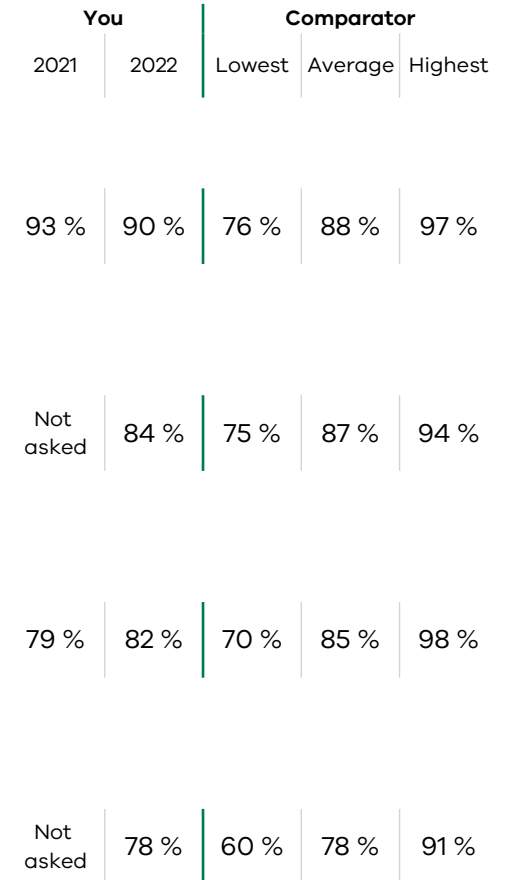 You Comparator
2021 2022 Lowest Average Highest
93 % 90 % 76 % 88 % 97 %
Not
asked 84 % 75 % 87 % 94 %
79 % 82 % 70 % 85 % 98 %
Not
asked 78 % 60 % 78 % 91 %